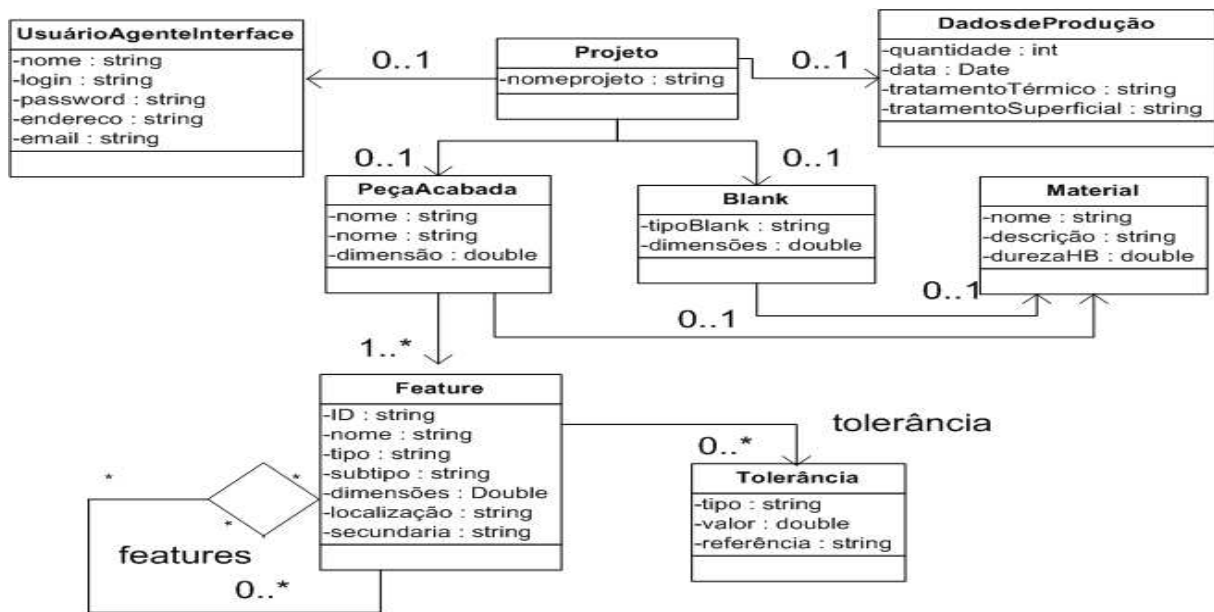 UsuárioAgenteInterface
-nome : string
-login : string
-password : string
-endereco : string
-email : string
0..1
Projeto
-nomeprojeto : string
0..1
DadosdeProdução
-quantidade : int
-data : Date
-tratamentoTérmico : string
-tratamentoSuperficial : string
0..1
PeçaAcabada
-nome : string
-nome : string
-dimensão : double
0..1
Blank
-tipoBlank : string
-dimensões : double
Material
-nome : string
-descrição : string
-durezaHB : double
0..1
0..1
1..*
Feature
-ID : string
-nome : string
-tipo : string
-subtipo : string
-dimensões : Double
-localização : string
-secundaria : string
tolerância
0..*
Tolerância
-tipo : string
-valor : double
-referência : string
*
*
*
features
0..*